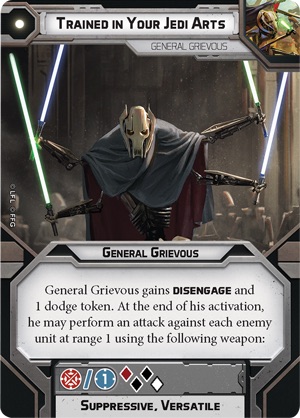 Trained in Your Jedi Arts
General Grievous
© LFL © FFG
General Grievous
General Grievous gains DISENGAGE and
1 dodge token. At the end of his activation,
he may perform an attack against each enemy
unit at range 1 using the following weapon:
/ 1
Suppressive, Versatile